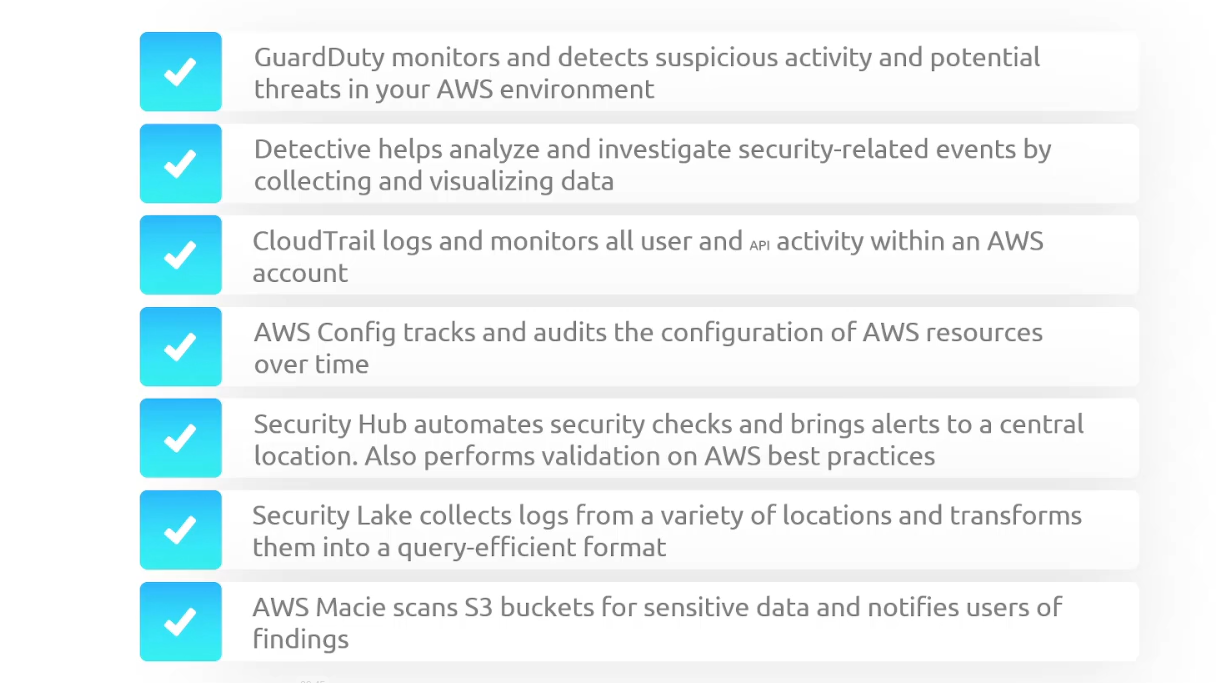 GuardDuty monitors and detects suspicious activity and potential
threats in your AWS environment
Detective helps analyze and investigate security-related events by
collecting and visualizing data
CloudTrail logs and monitors all user and API activity within an AWS
account
AWS Config tracks and audits the configuration of AWS resources
over time
Security Hub automates security checks and brings alerts to a central
location. Also performs validation on AWS best practices
Security Lake collects logs from a variety of locations and transforms
them into a query-efficient format
AWS Macie scans S3 buckets for sensitive data and notifies users of
findings